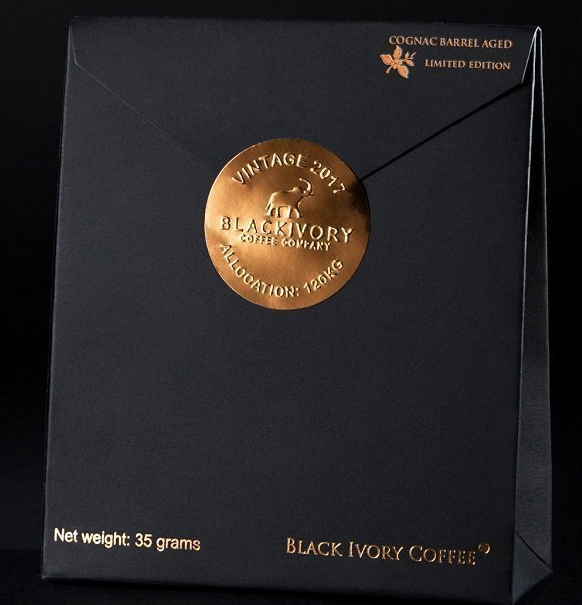 COGNAC BARREL AGED
LIMITED EDITION
VINTAGE 2017
BLACKIVORY
COFFEE COMPANY
ALLOCATION: 120KG
Net weight: 35 grams
BLACK IVORY COFFEE